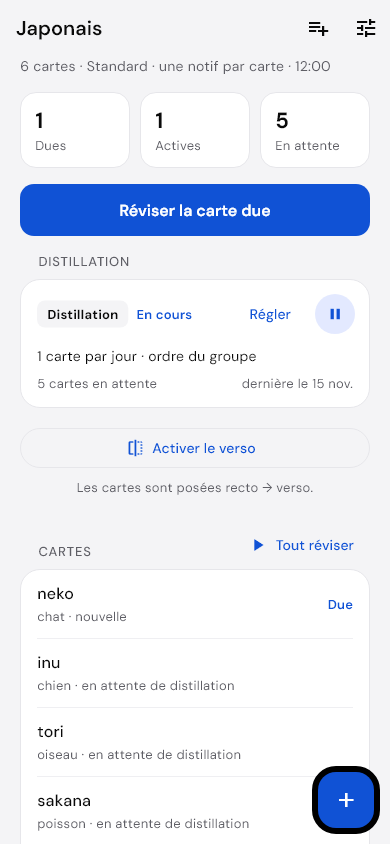 Japonais
6 cartes · Standard · une notif par carte · 12:00
1
Dues
1
Actives
5
En attente
Réviser la carte due
DISTILLATION
Distillation
En cours
Régler
1 carte par jour · ordre du groupe
5 cartes en attente
dernière le 15 nov.
Activer le verso
Les cartes sont posées recto → verso.
CARTES
Tout réviser
neko
chat · nouvelle
Due
inu
chien · en attente de distillation
tori
oiseau · en attente de distillation
sakana
poisson · en attente de distillation